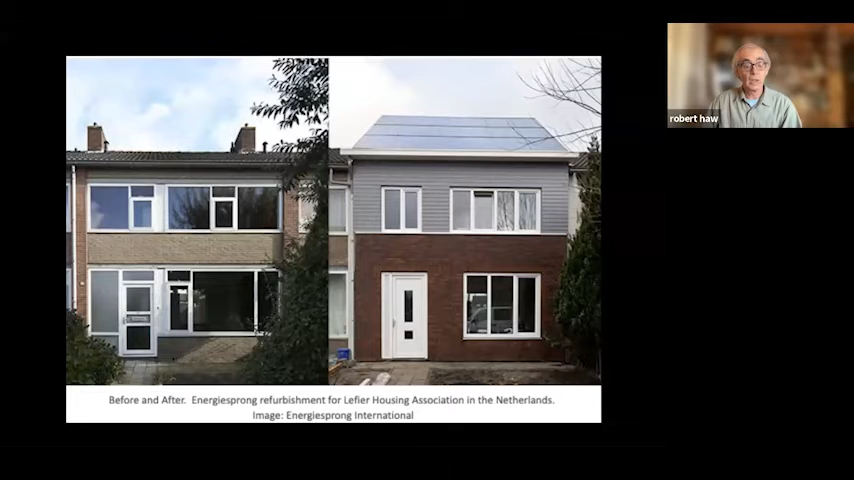 robert haw
Before and After. Energiesprong refurbishment for Lefier Housing Association in the Netherlands.
Image: Energiesprong International